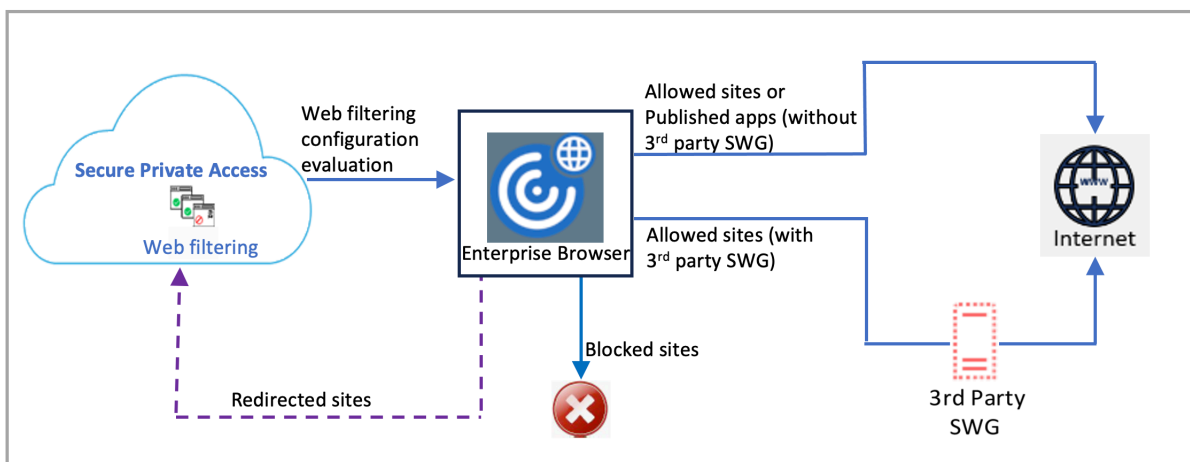 Secure Private Access
Web filtering
Web filtering
configuration
evaluation
Enterprise Browser
Allowed sites or
Published apps (without
3rd party SWG)
Allowed sites (with
3rd party SWG)
www
Internet
Blocked sites
Redirected sites
3rd Party
SWG